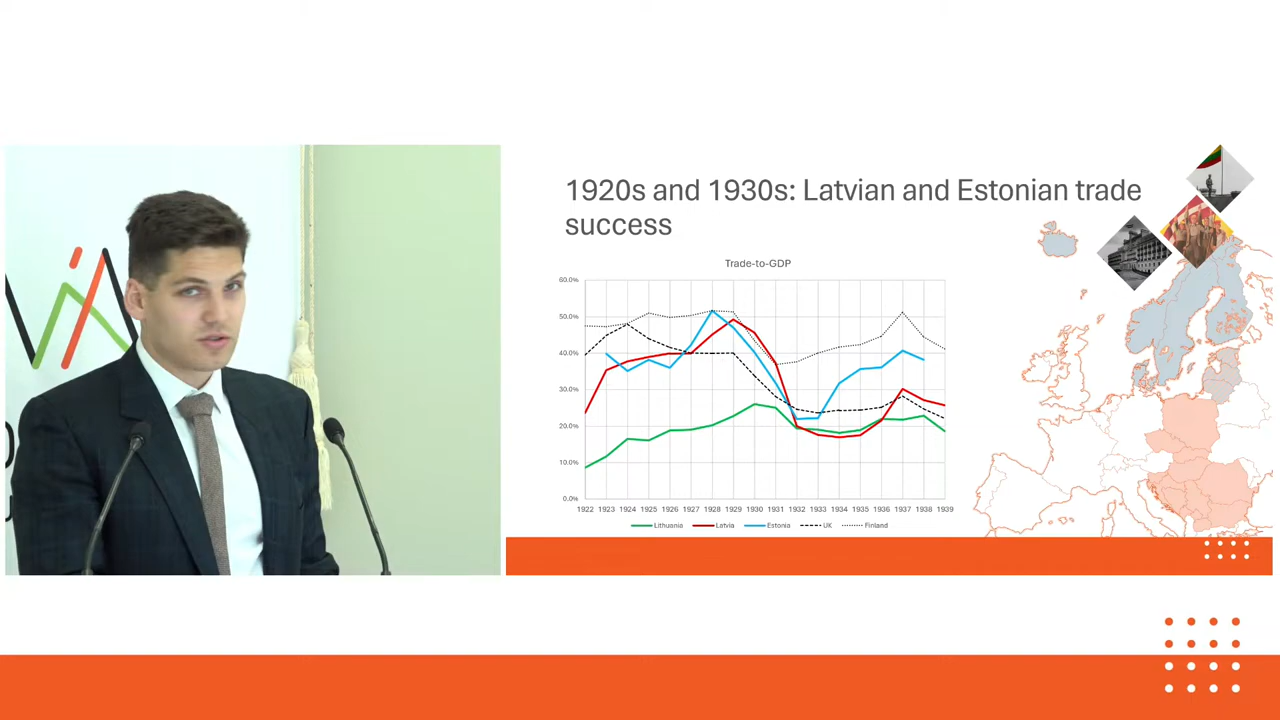 1920s and 1930s: Latvian and Estonian trade
success
Trade-to-GDP
60.0%
50.0%
40.0%
30.0%
20.0%
10.0%
0.0%
1922 1923 1924 1925 1926 1927 1928 1929 1930 1931 1932 1933 1934 1935 1936 1937 1938 1939
Lithuania Latvia Estonia UK Finland